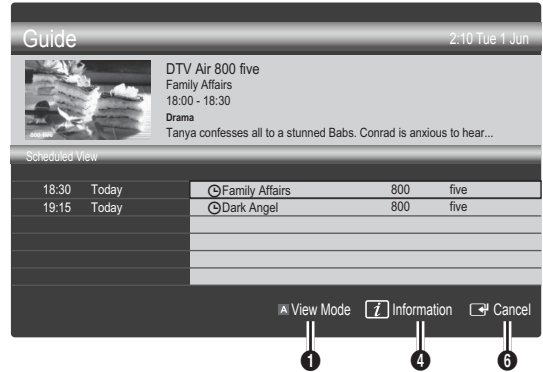 Guide 2:10 Tue 1 Jun
DTV Air 800 five
Family Affairs
18:00 - 18:30
Drama
Tanya confesses all to a stunned Babs. Conrad is anxious to hear...
800 five
Scheduled View
18:30 Today Family Affairs 800 five
19:15 Today Dark Angel 800 five
A View Mode i Information Cancel
1 4 6